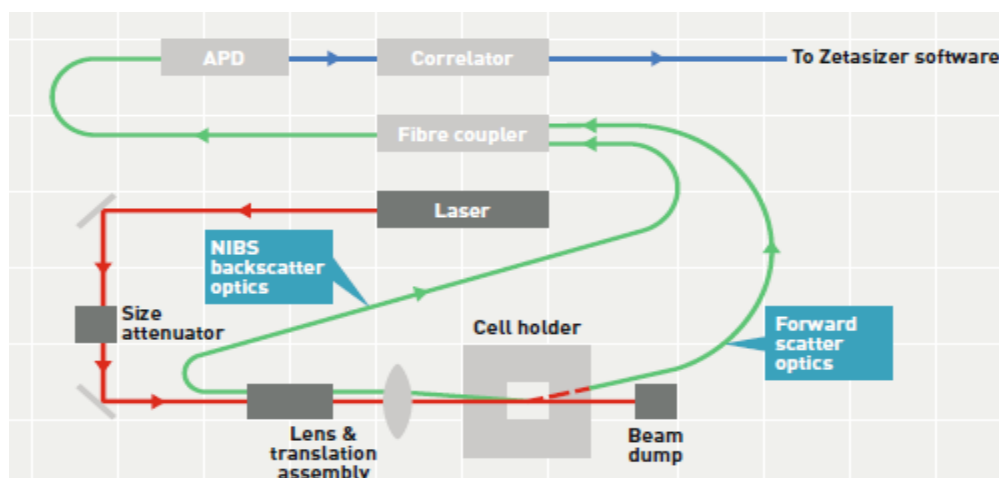 APD
Correlator
To Zetasizer software
Fibre coupler
Laser
NIBS
backscatter
optics
Size
attenuator
Cell holder
Forward
scatter
optics
Lens &
translation
assembly
Beam
dump